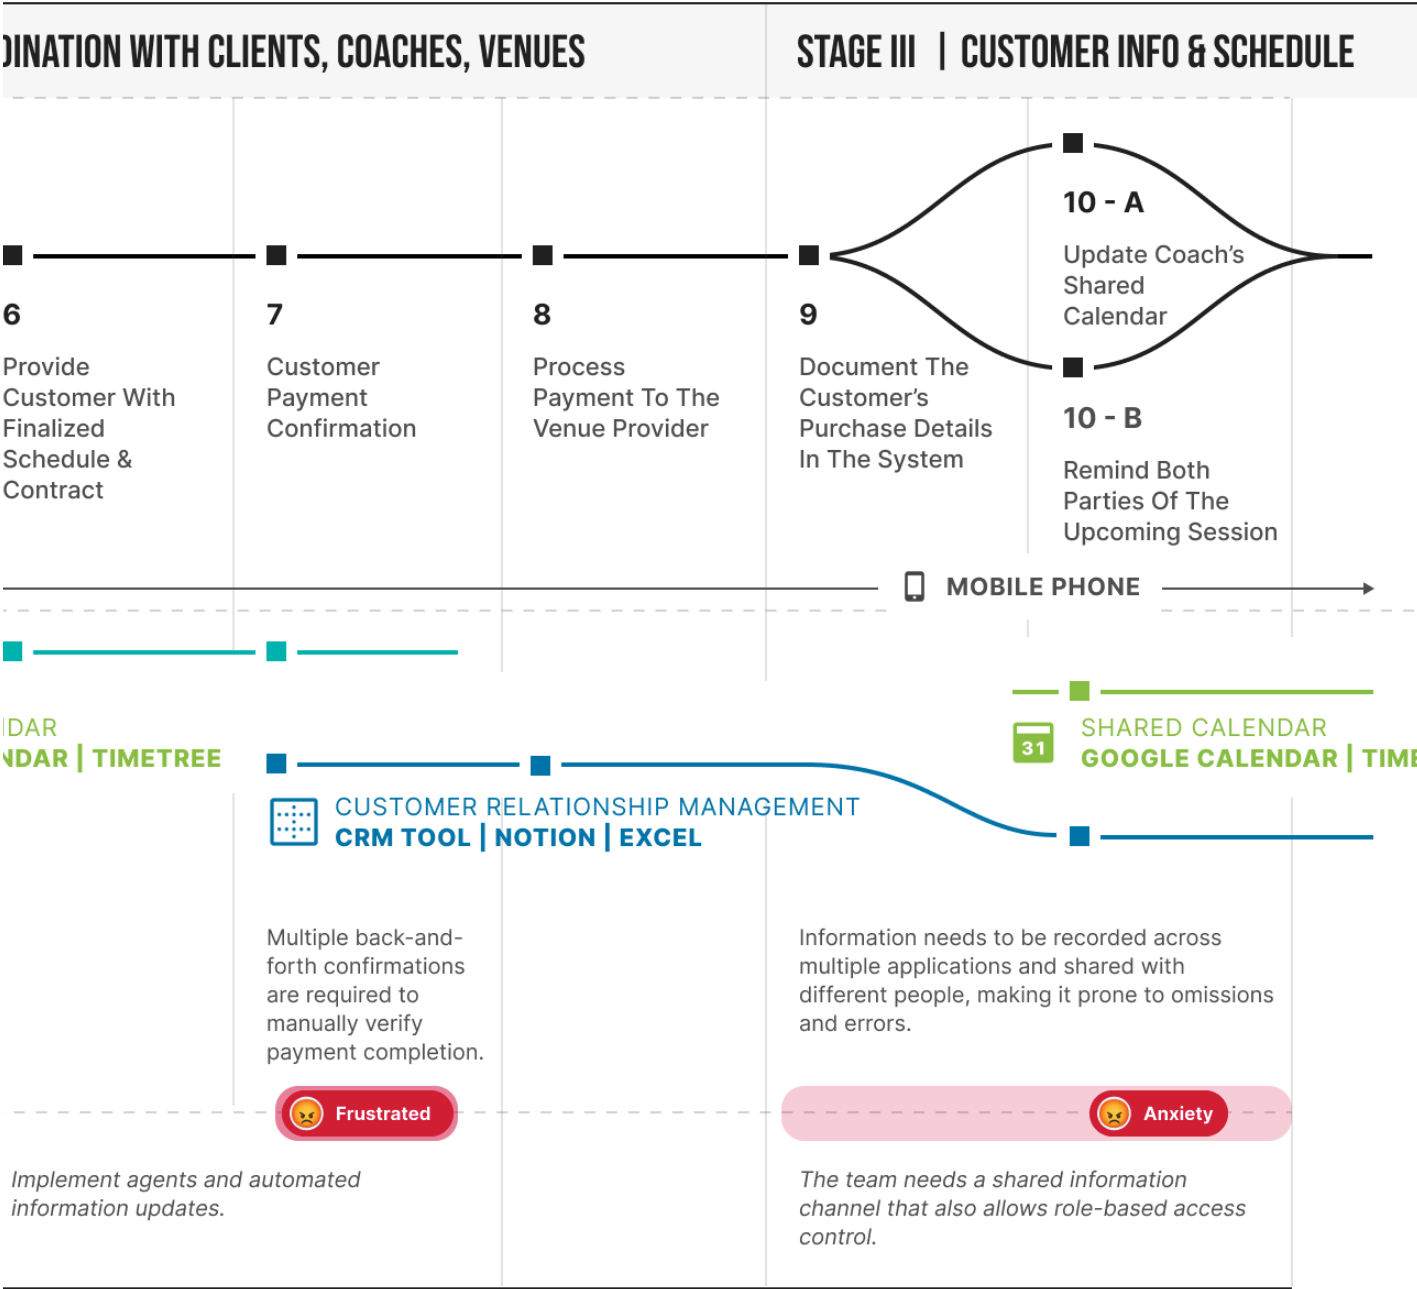 DINATION WITH CLIENTS, COACHES, VENUES
STAGE III | CUSTOMER INFO & SCHEDULE
6
Provide
Customer With
Finalized
Schedule &
Contract
7
Customer
Payment
Confirmation
8
Process
Payment To The
Venue Provider
9
Document The
Customer's
Purchase Details
In The System
10 - A
Update Coach's
Shared
Calendar
10 - B
Remind Both
Parties Of The
Upcoming Session
MOBILE PHONE
DAR
NDAR | TIMETREE
31
SHARED CALENDAR
GOOGLE CALENDAR | TIME
CUSTOMER RELATIONSHIP MANAGEMENT
CRM TOOL | NOTION | EXCEL
Multiple back-and-
forth confirmations
are required to
manually verify
payment completion.
Information needs to be recorded across
multiple applications and shared with
different people, making it prone to omissions
and errors.
Frustrated
Anxiety
Implement agents and automated
information updates.
The team needs a shared information
channel that also allows role-based access
control.